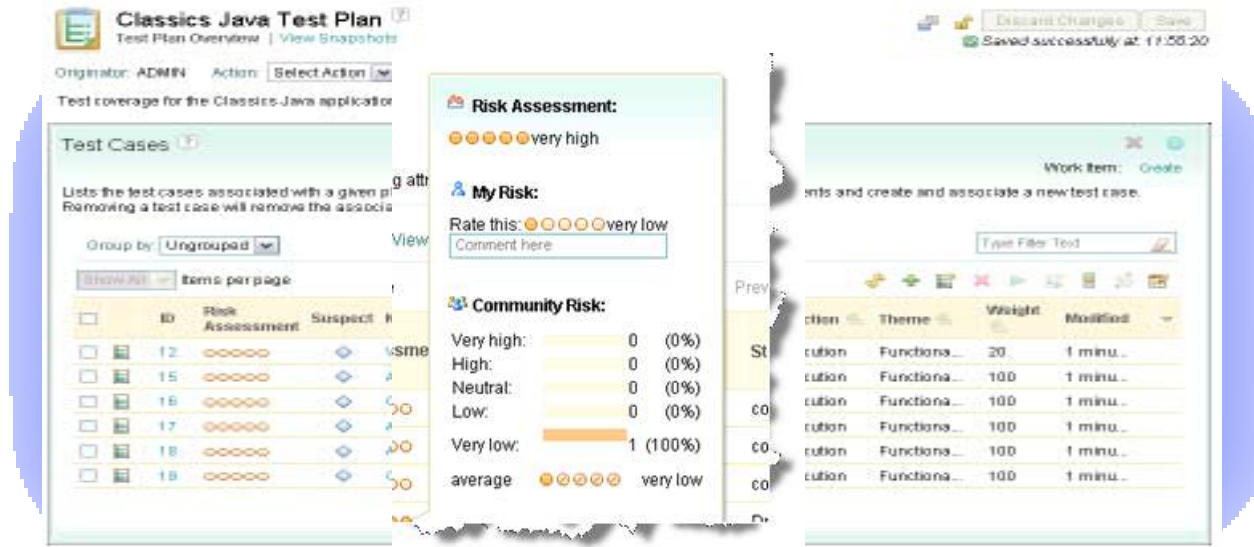 Classics Java Test Plan
Test Plan Overview | View Snapshots
Discard Changes Save
Saved successfully at 11:56:20
Originator: ADMIN Action: Select Action
Test coverage for the Classics Java application
Test Cases
Work Item: Create
Lists the test cases associated with a given
ents and create and associate a new test case.
Removing a test case will remove the associa
Group by: Ungrouped
Type Filter Text
Show All Items per page
ID Risk Assessment Suspect
ction Theme Weight Modified
12 cution Functiona... 20 1 minu...
15 cution Functiona... 100 1 minu...
16 cution Functiona... 100 1 minu...
17 cution Functiona... 100 1 minu...
18 cution Functiona... 100 1 minu...
19 cution Functiona... 100 1 minu...
g attr
View
Prev
sme
St
co
co
co
Risk Assessment:
very high
My Risk:
Rate this: very low
Comment here
Community Risk:
Very high: 0 (0%)
High: 0 (0%)
Neutral: 0 (0%)
Low: 0 (0%)
Very low: 1 (100%)
average very low